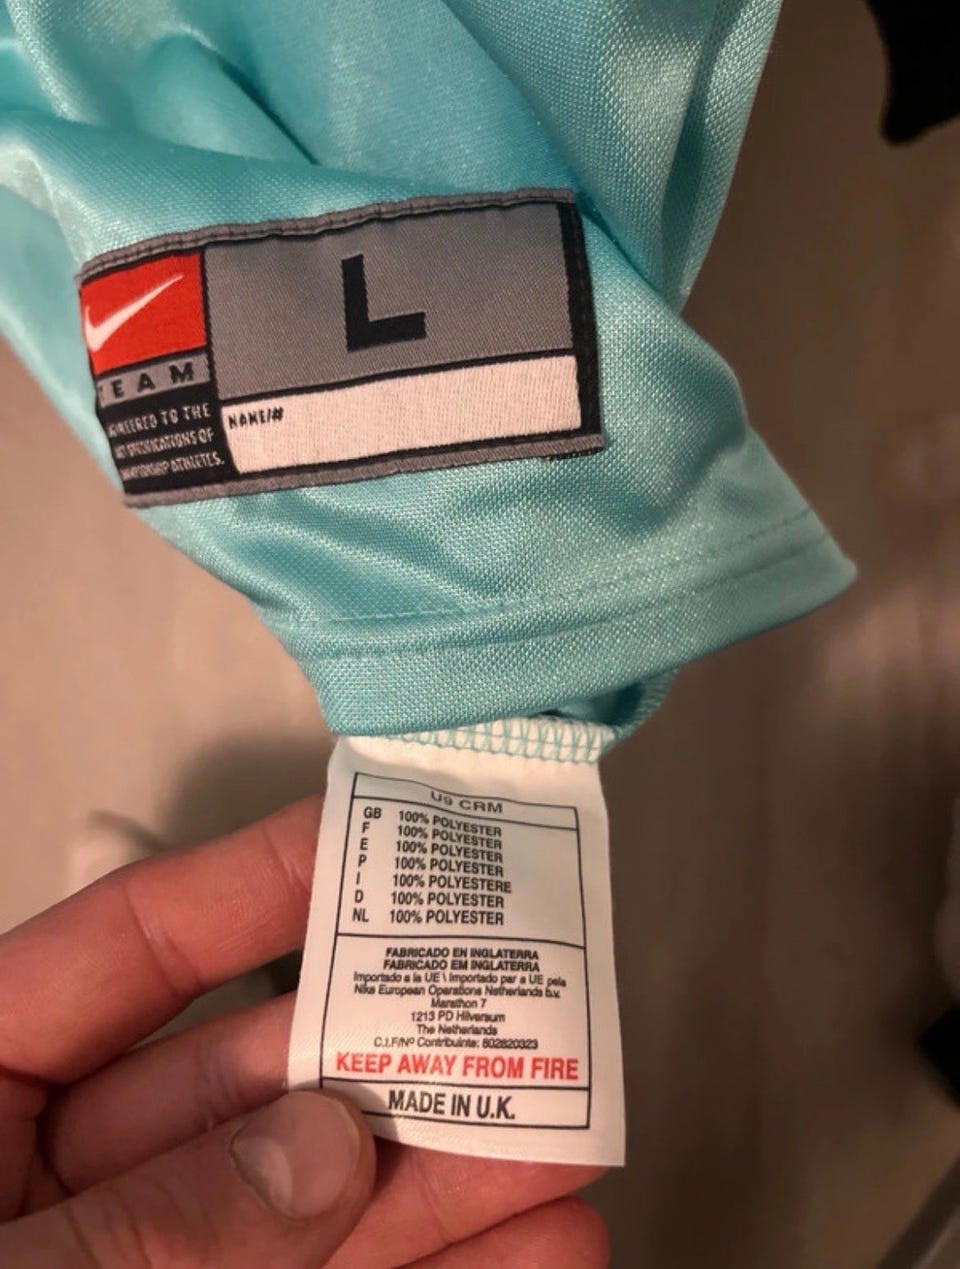 L
TEAM
TO THE
SPECIFICATIONS OF
ATHLETES.
NAME/#
U9 CRM
GB 100% POLYESTER
F 100% POLYESTER
E 100% POLYESTER
P 100% POLYESTER
I 100% POLYESTERE
D 100% POLYESTER
NL 100% POLYESTER
FABRICADO EN INGLATERRA
FABRICADO EM INGLATERRA
Importado a la UE \ Importado par a UE pela
Nike European Operations Netherlands b.v.
Marathon 7
1213 PD Hilversum
The Netherlands
C.I.F/Nº Contribuinte: 802820323
KEEP AWAY FROM FIRE
MADE IN U.K.